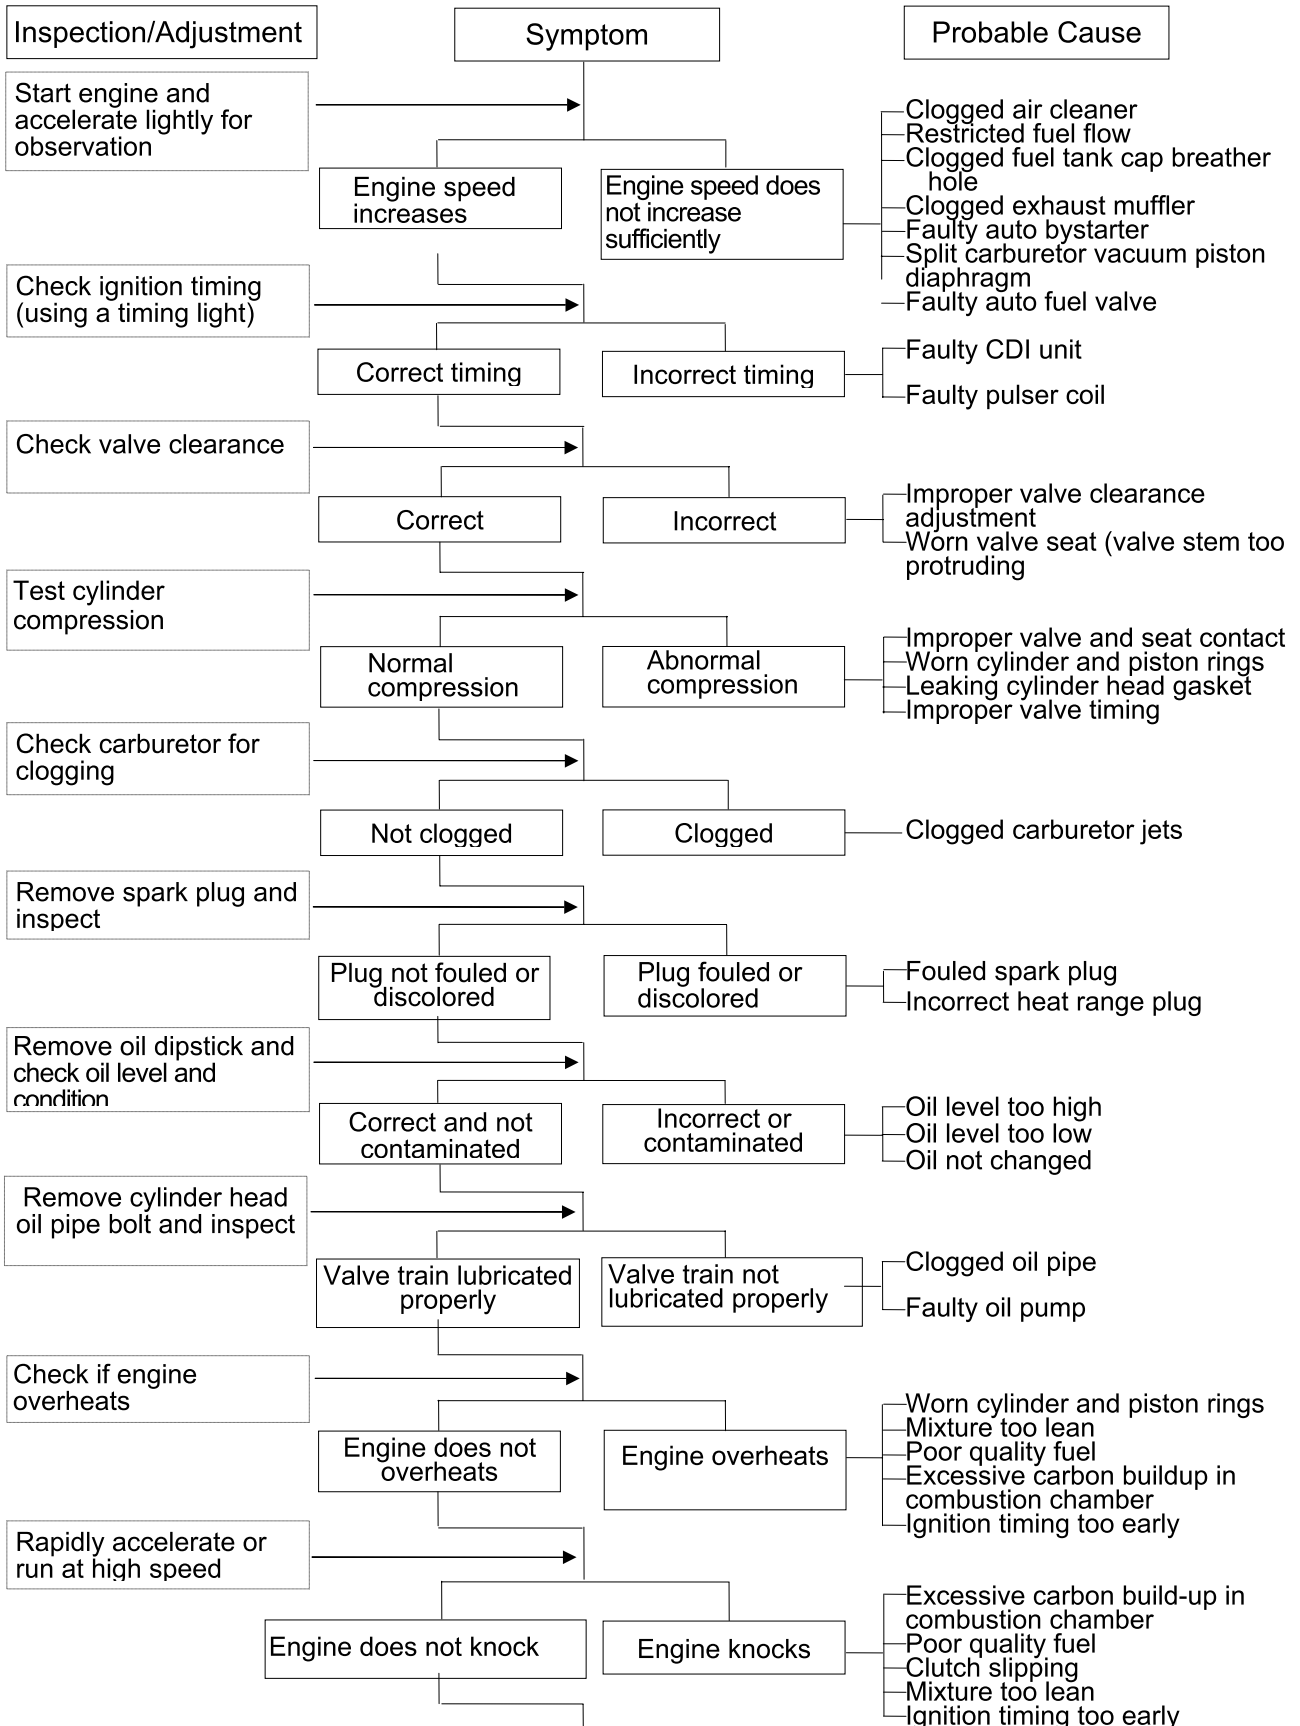 Inspection/Adjustment
Symptom
Probable Cause
Start engine and
accelerate lightly for
observation
Engine speed
increases
Engine speed does
not increase
sufficiently
Clogged air cleaner
Restricted fuel flow
Clogged fuel tank cap breather
hole
Clogged exhaust muffler
Faulty auto bystarter
Split carburetor vacuum piston
diaphragm
Faulty auto fuel valve
Check ignition timing
(using a timing light)
Correct timing
Incorrect timing
Faulty CDI unit
Faulty pulser coil
Check valve clearance
Correct
Incorrect
Improper valve clearance
adjustment
Worn valve seat (valve stem too
protruding
Test cylinder
compression
Normal
compression
Abnormal
compression
Improper valve and seat contact
Worn cylinder and piston rings
Leaking cylinder head gasket
Improper valve timing
Check carburetor for
clogging
Not clogged
Clogged
Clogged carburetor jets
Remove spark plug and
inspect
Plug not fouled or
discolored
Plug fouled or
discolored
Fouled spark plug
Incorrect heat range plug
Remove oil dipstick and
check oil level and
condition
Correct and not
contaminated
Incorrect or
contaminated
Oil level too high
Oil level too low
Oil not changed
Remove cylinder head
oil pipe bolt and inspect
Valve train lubricated
properly
Valve train not
lubricated properly
Clogged oil pipe
Faulty oil pump
Check if engine
overheats
Engine does not
overheats
Engine overheats
Worn cylinder and piston rings
Mixture too lean
Poor quality fuel
Excessive carbon buildup in
combustion chamber
Ignition timing too early
Rapidly accelerate or
run at high speed
Engine does not knock
Engine knocks
Excessive carbon build-up in
combustion chamber
Poor quality fuel
Clutch slipping
Mixture too lean
Ignition timing too early